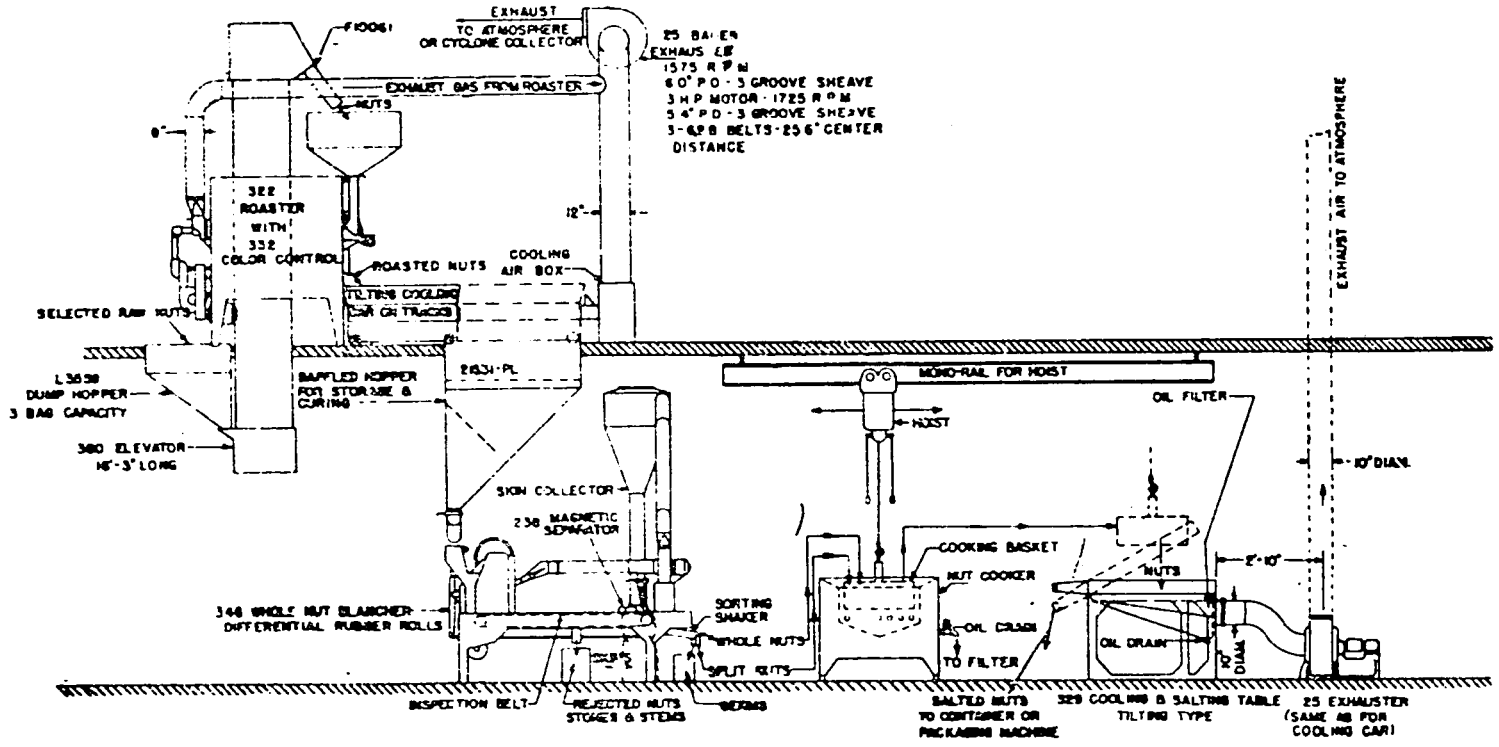 EXHAUST
TO ATMOSPHERE
OR CYCLONE COLLECTOR
F10061
25 BAUER
EXHAUSTER
1575 R P M
6 0" P D - 3 GROOVE SHEAVE
3 H P MOTOR - 1725 R P M
5 4" P D - 3 GROOVE SHEAVE
BELTS - 25 6" CENTER
DISTANCE
EXHAUST GAS FROM ROASTER
NUTS
322
ROASTER
WITH
332
COLOR CONTROL
12"
COOLING
AIR BOX
ROASTED NUTS
TILTING COOLING
CAR ON TRACKS
SELECTED RAW NUTS
EXHAUST AIR TO ATMOSPHERE
DUMP HOPPER
3 BAG CAPACITY
380 ELEVATOR
16'-3" LONG
BAFFLED HOPPER
FOR STORAGE &
CURING
21531-PL
MONO-RAIL FOR HOIST
HOIST
OIL FILTER
10" DIAM.
SKIN COLLECTOR
238 MAGNETIC
SEPARATOR
COOKING BASKET
NUT COOKER
NUTS
2'-10"
WHOLE NUT BLANCHER
DIFFERENTIAL RUBBER ROLLS
SORTING
SHAKER
WHOLE NUTS
SPLIT NUTS
OIL DRAIN
TO FILTER
OIL DRAIN
10"
DIAM.
INSPECTION BELT
REJECTED NUTS
STONES & STEMS
GERMS
SALTED NUTS
TO CONTAINER OR
PACKAGING MACHINE
329 COOLING & SALTING TABLE
TILTING TYPE
25 EXHAUSTER
(SAME AS FOR
COOLING CAR)